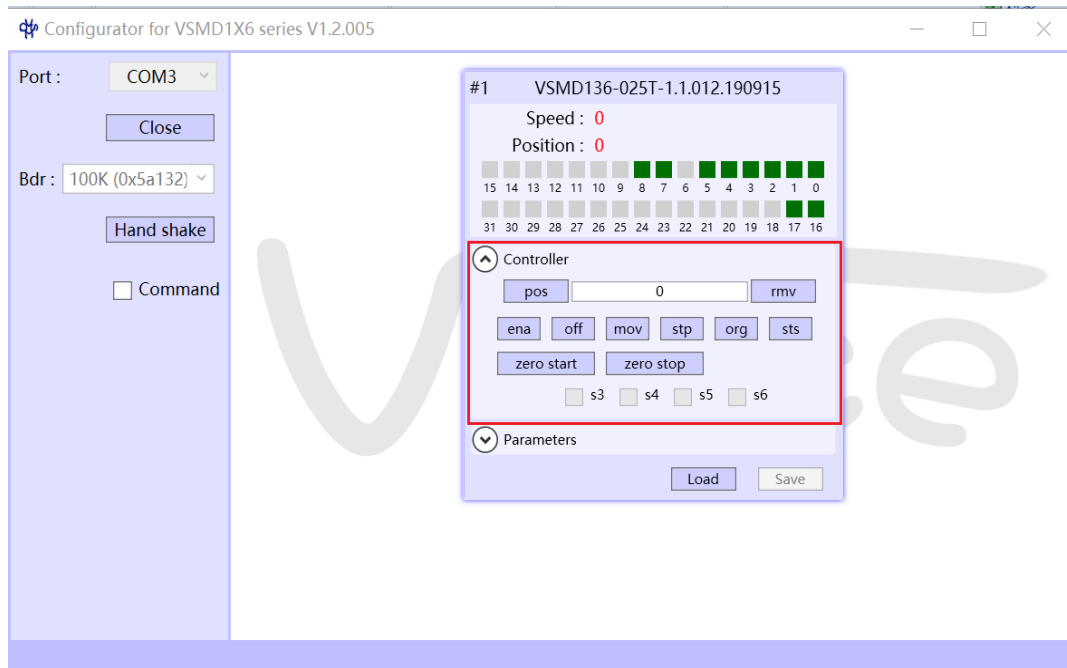 Configurator for VSMD1X6 series V1.2.005
Port : COM3
Close
Bdr : 100K (0x5a132)
Hand shake
Command
#1 VSMD136-025T-1.1.012.190915
Speed : 0
Position : 0
15 14 13 12 11 10 9 8 7 6 5 4 3 2 1 0
31 30 29 28 27 26 25 24 23 22 21 20 19 18 17 16
Controller
pos 0 rmv
ena off mov stp org sts
zero start zero stop
s3 s4 s5 s6
Parameters
Load Save